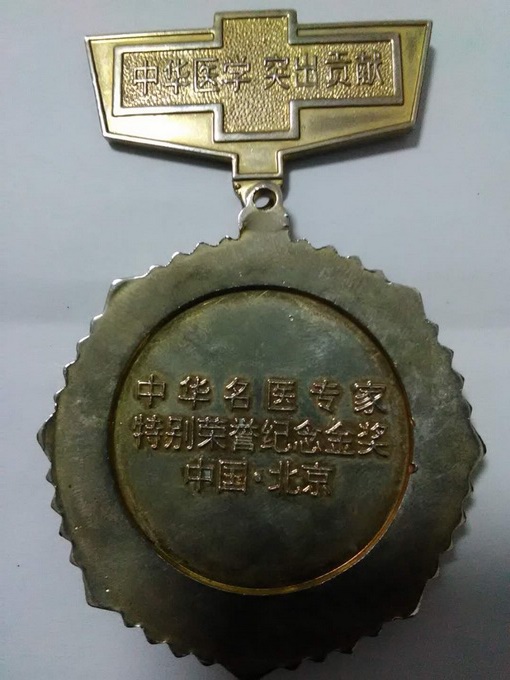 中华医学 突出贡献
中华名医专家
特别荣誉纪念金奖
中国·北京